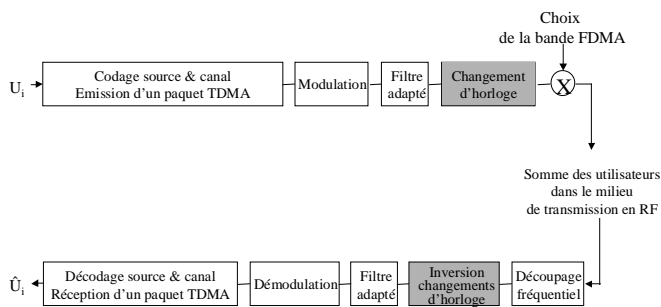 Choix
de la bande FDMA
U_i
Codage source & canal
Emission d'un paquet TDMA
Modulation
Filtre
adapté
Changement
d'horloge
X
Somme des utilisateurs
dans le milieu
de transmission en RF
Û_i
Décodage source & canal
Réception d'un paquet TDMA
Démodulation
Filtre
adapté
Inversion
changements
d'horloge
Découpage
fréquentiel